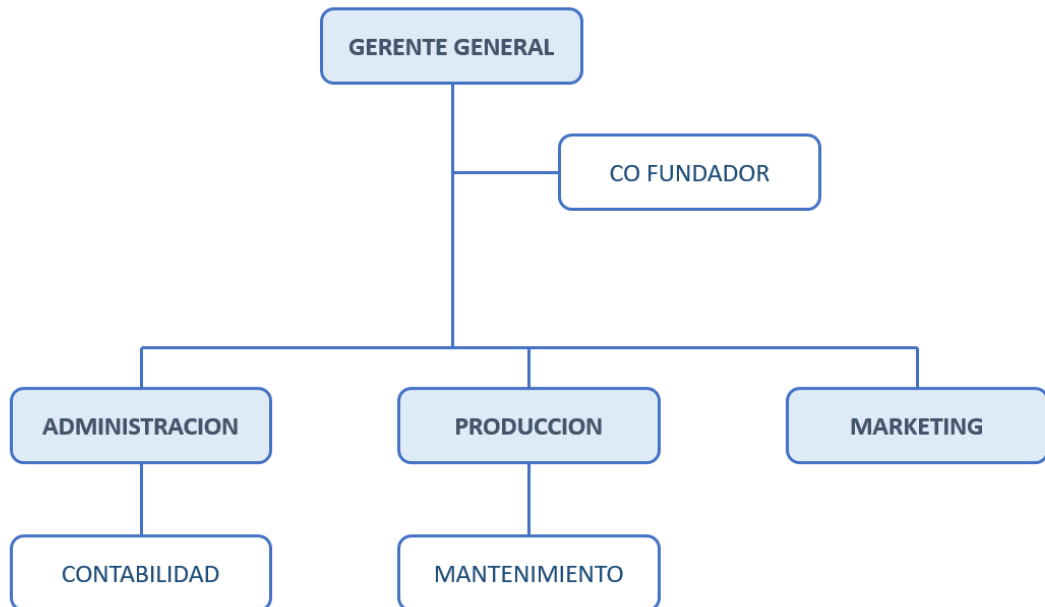 GERENTE GENERAL
CO FUNDADOR
ADMINISTRACION
PRODUCCION
MARKETING
CONTABILIDAD
MANTENIMIENTO